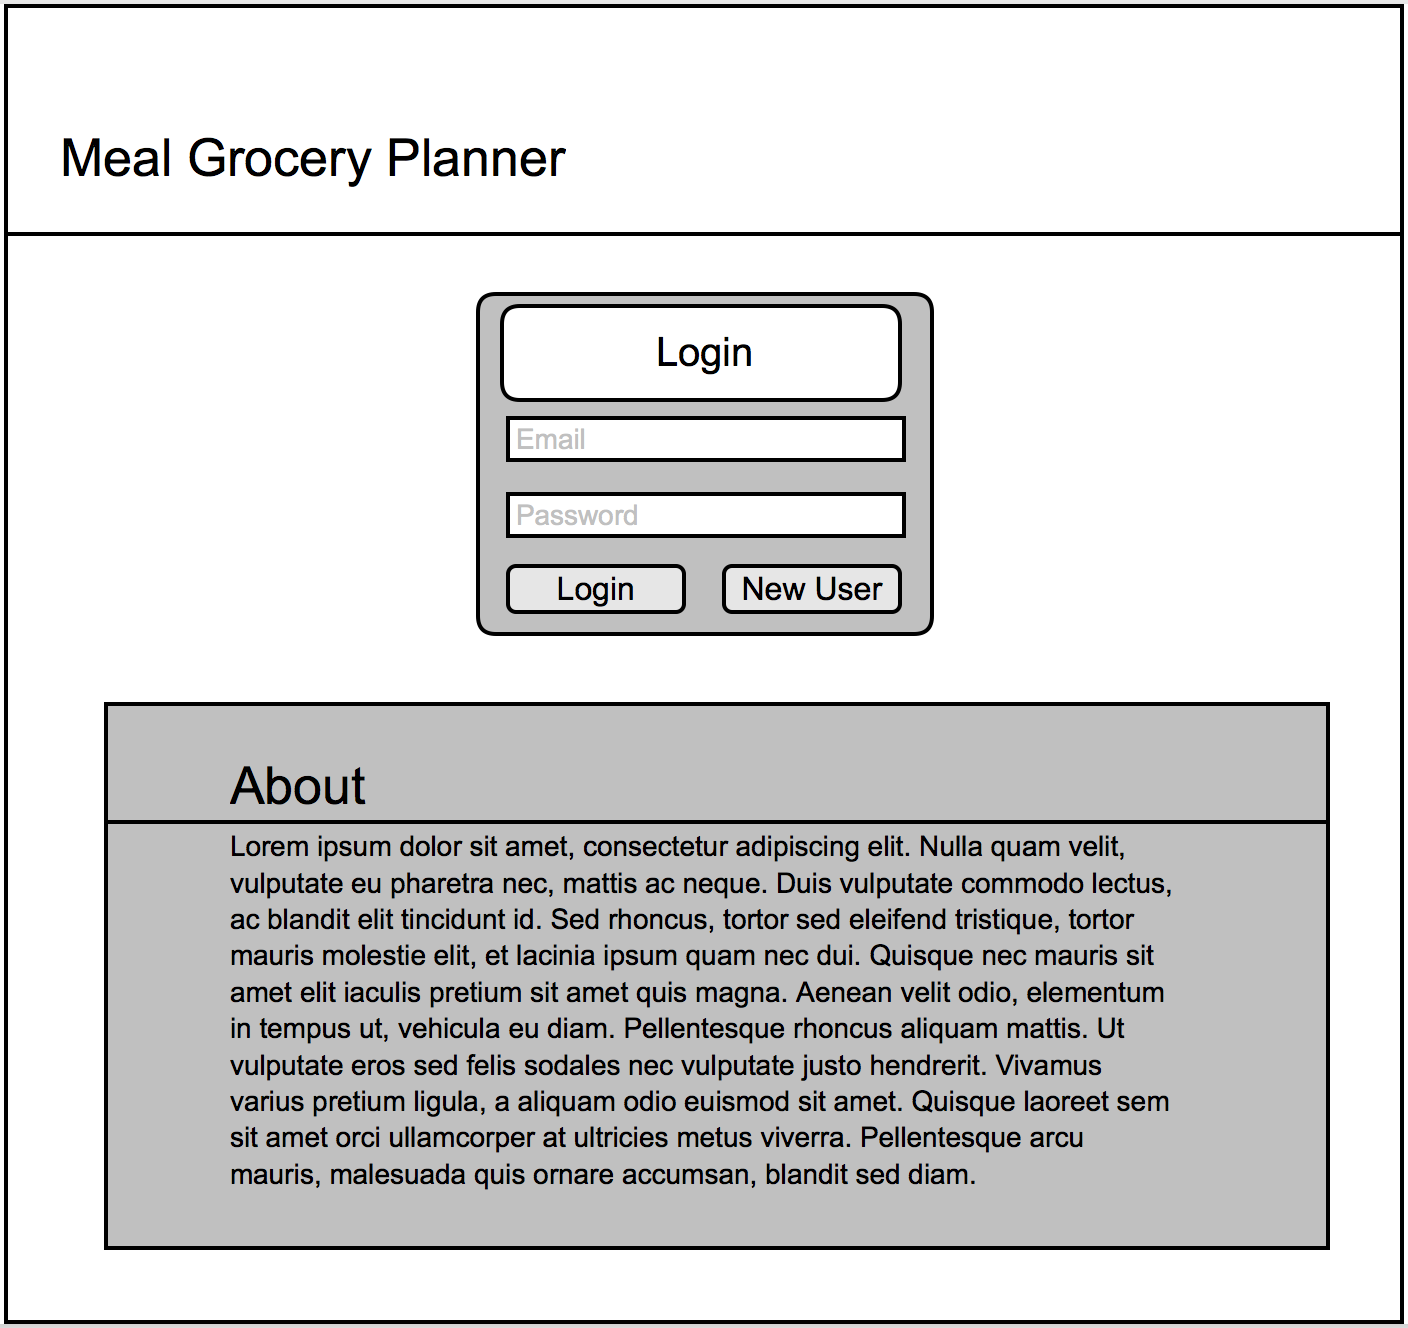 Meal Grocery Planner
Login
Email
Password
Login New User
About
Lorem ipsum dolor sit amet, consectetur adipiscing elit. Nulla quam velit,
vulputate eu pharetra nec, mattis ac neque. Duis vulputate commodo lectus,
ac blandit elit tincidunt id. Sed rhoncus, tortor sed eleifend tristique, tortor
mauris molestie elit, et lacinia ipsum quam nec dui. Quisque nec mauris sit
amet elit iaculis pretium sit amet quis magna. Aenean velit odio, elementum
in tempus ut, vehicula eu diam. Pellentesque rhoncus aliquam mattis. Ut
vulputate eros sed felis sodales nec vulputate justo hendrerit. Vivamus
varius pretium ligula, a aliquam odio euismod sit amet. Quisque laoreet sem
sit amet orci ullamcorper at ultricies metus viverra. Pellentesque arcu
mauris, malesuada quis ornare accumsan, blandit sed diam.